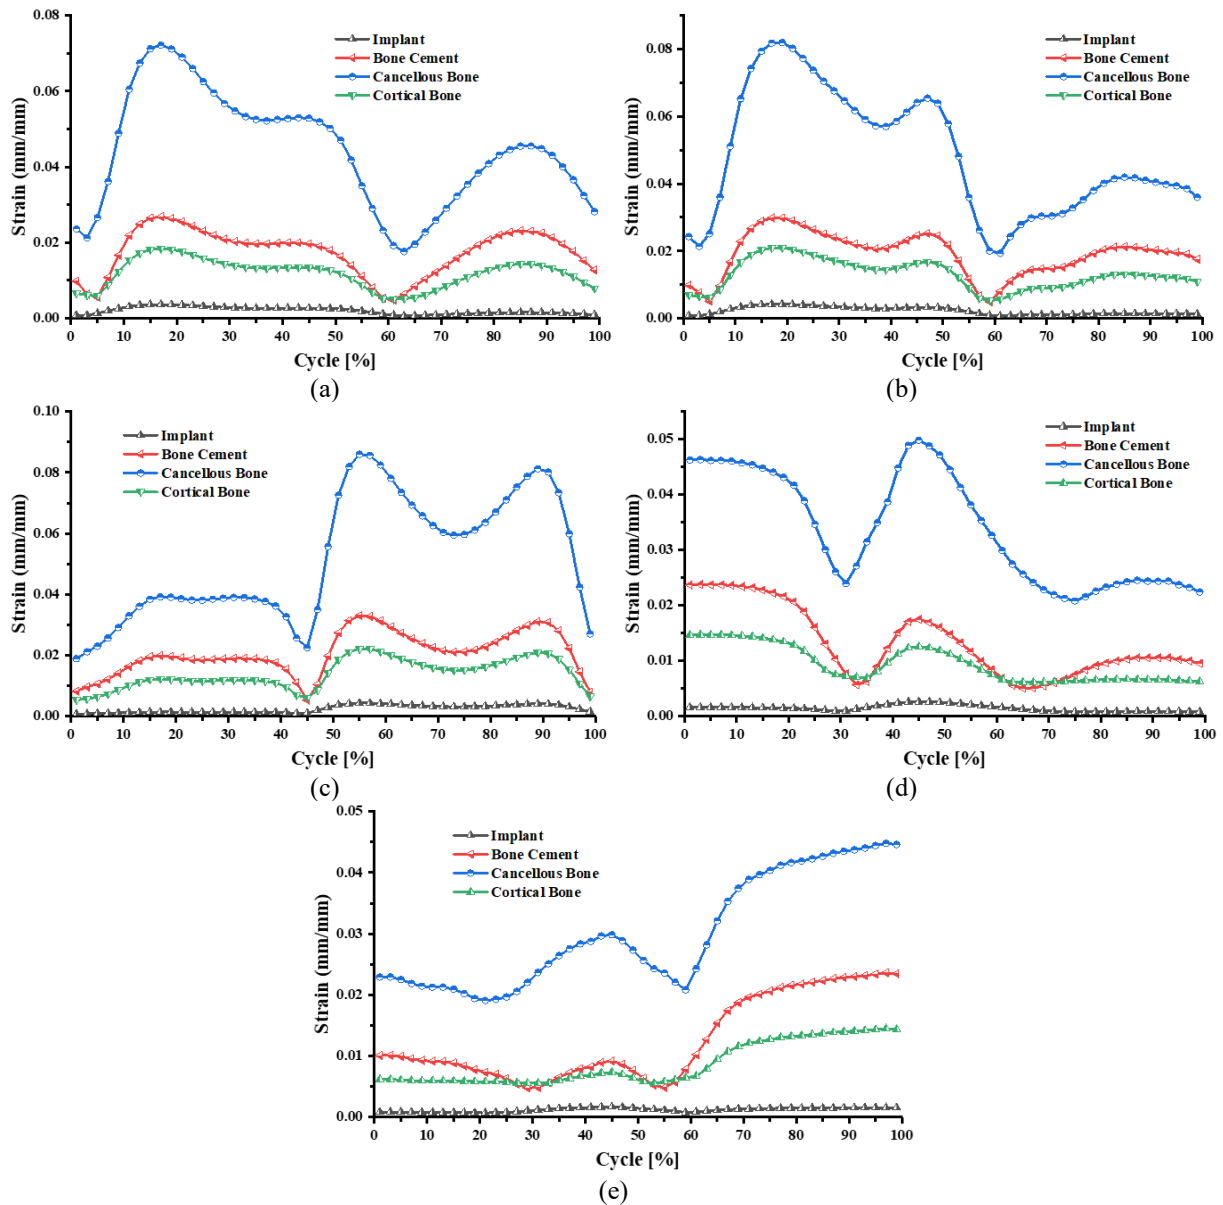 0.08
0.06
0.04
0.02
0.00
Strain (mm/mm)
Implant
Bone Cement
Cancellous Bone
Cortical Bone
0 10 20 30 40 50 60 70 80 90 100
Cycle [%]
(a)
0.08
0.06
0.04
0.02
0.00
Strain (mm/mm)
Implant
Bone Cement
Cancellous Bone
Cortical Bone
0 10 20 30 40 50 60 70 80 90 100
Cycle [%]
(b)
0.10
0.08
0.06
0.04
0.02
0.00
Strain (mm/mm)
Implant
Bone Cement
Cancellous Bone
Cortical Bone
0 10 20 30 40 50 60 70 80 90 100
Cycle [%]
(c)
0.05
0.04
0.03
0.02
0.01
0.00
Strain (mm/mm)
Implant
Bone Cement
Cancellous Bone
Cortical Bone
0 10 20 30 40 50 60 70 80 90 100
Cycle [%]
(d)
0.05
0.04
0.03
0.02
0.01
0.00
Strain (mm/mm)
Implant
Bone Cement
Cancellous Bone
Cortical Bone
0 10 20 30 40 50 60 70 80 90 100
Cycle [%]
(e)